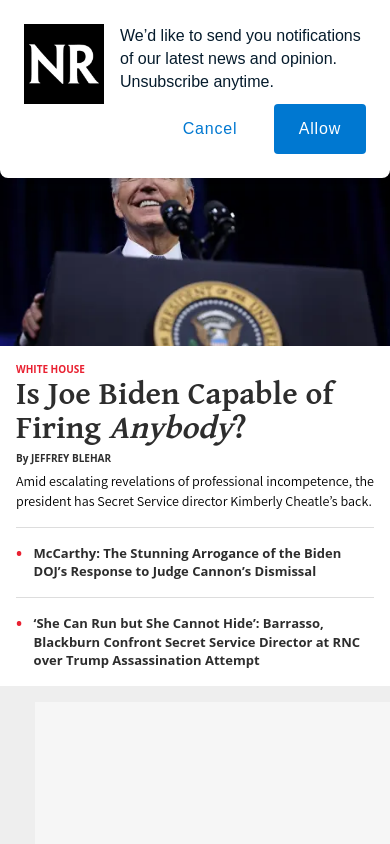 NR
We’d like to send you notifications
of our latest news and opinion.
Unsubscribe anytime.
Cancel
Allow
PRESIDENT OF THE UNITED
WHITE HOUSE
Is Joe Biden Capable of
Firing Anybody?
By JEFFREY BLEHAR
Amid escalating revelations of professional incompetence, the
president has Secret Service director Kimberly Cheatle’s back.
• McCarthy: The Stunning Arrogance of the Biden
DOJ’s Response to Judge Cannon’s Dismissal
• ‘She Can Run but She Cannot Hide’: Barrasso,
Blackburn Confront Secret Service Director at RNC
over Trump Assassination Attempt